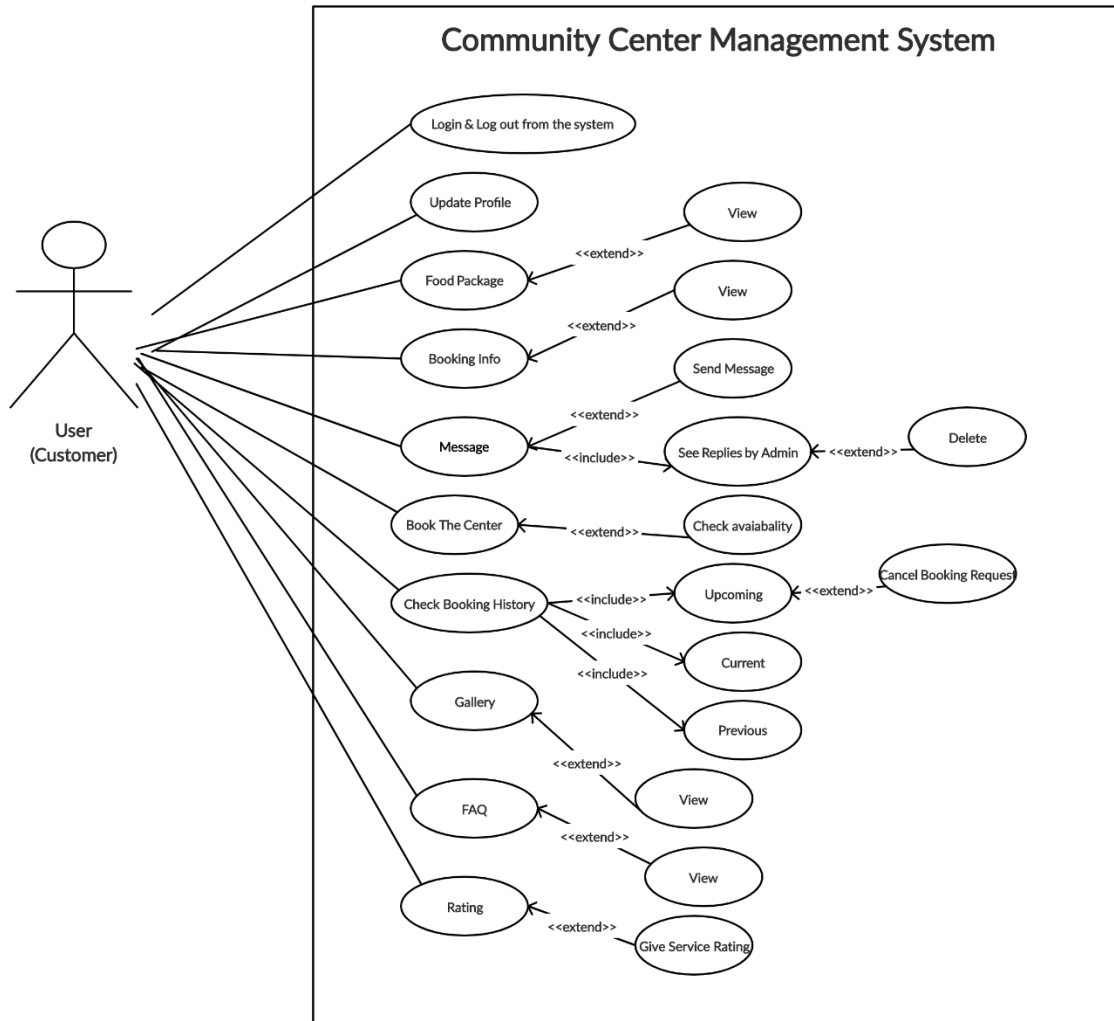 Community Center Management System
Login & Log out from the system
Update Profile
View
<<extend>>
Food Package
View
<<extend>>
Booking Info
Send Message
<<extend>>
User
(Customer)
Message
<<include>>
See Replies by Admin
<<extend>>
Delete
Book The Center
<<extend>>
Check avaiabality
Cancel Booking Request
Check Booking History
<<include>>
Upcoming
<<extend>>
<<include>>
Current
<<include>>
Gallery
Previous
<<extend>>
View
FAQ
<<extend>>
View
Rating
<<extend>>
Give Service Rating